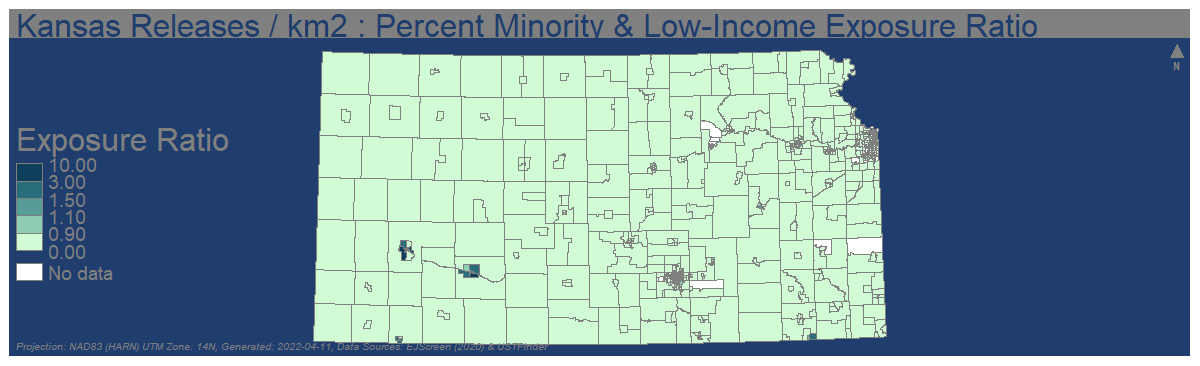 Kansas Releases / km2 : Percent Minority & Low-Income Exposure Ratio
N
Exposure Ratio
10.00
3.00
1.50
1.10
0.90
0.00
No data
Projection: NAD83 (HARN) UTM Zone: 14N, Generated: 2022-04-11, Data Sources: EJScreen (2020) & USTFinder